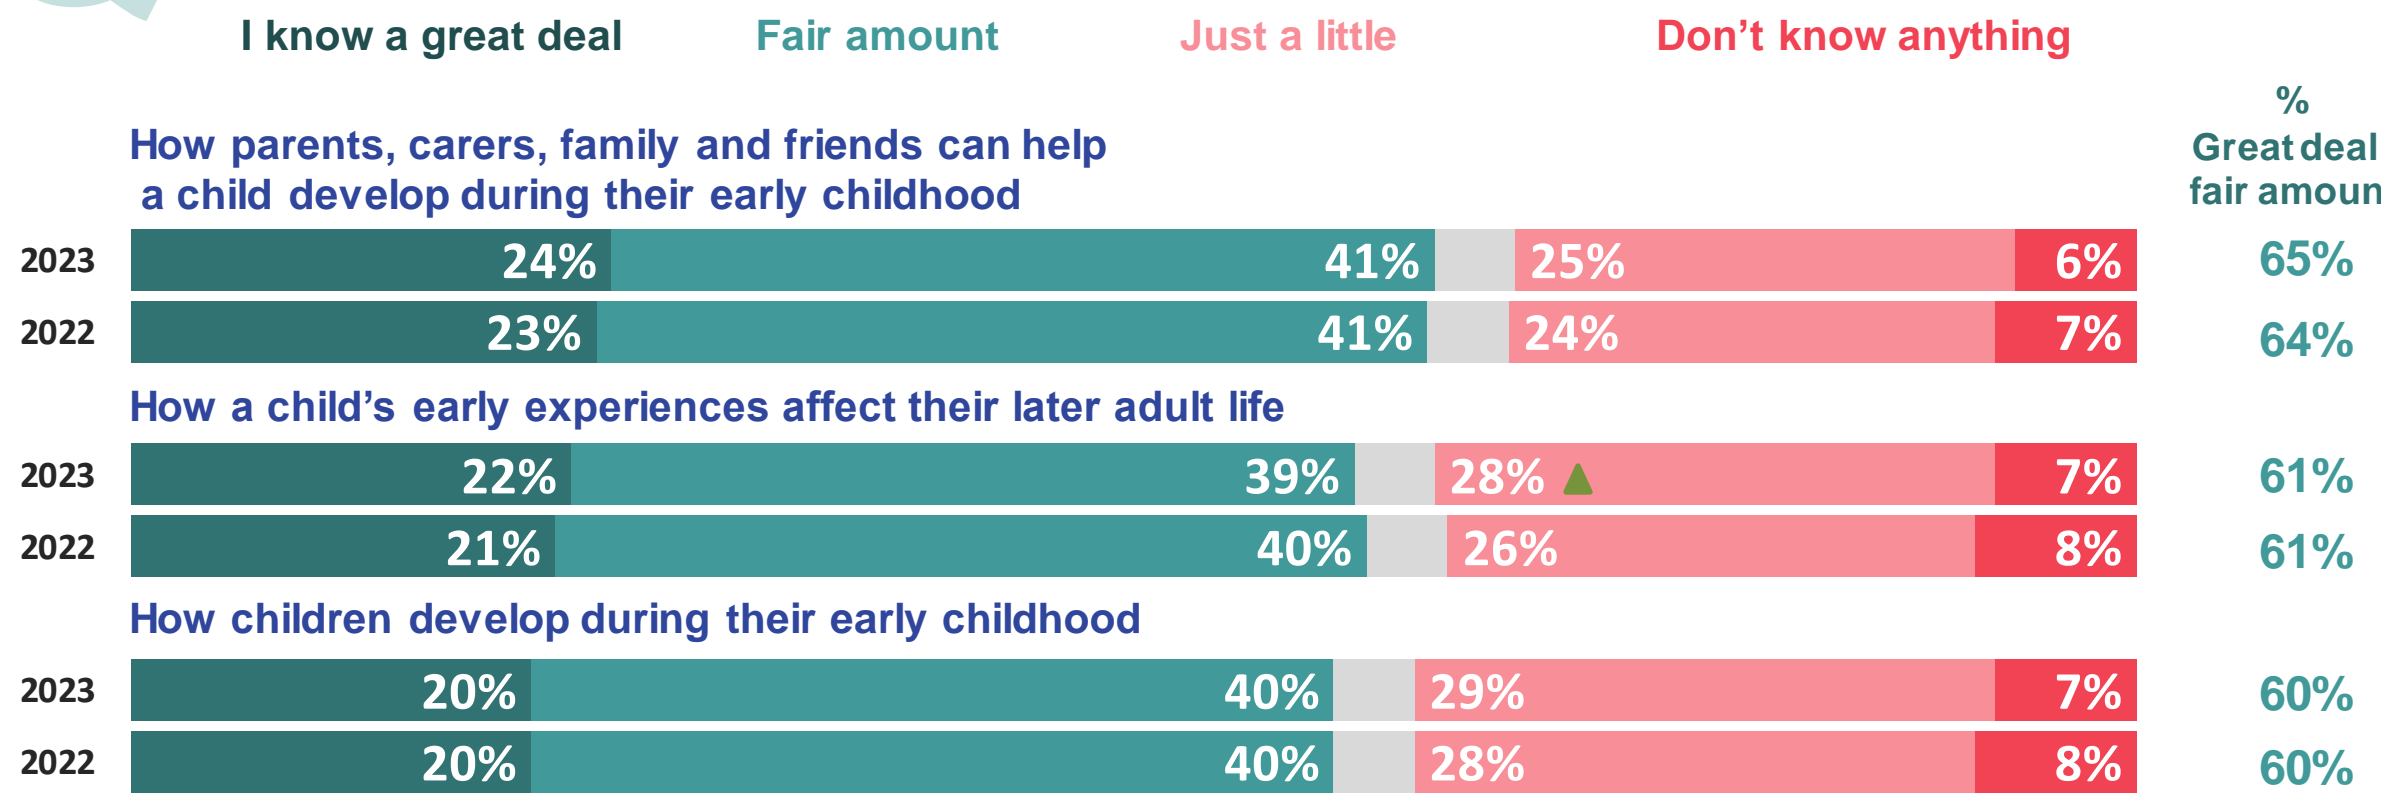 I know a great deal Fair amount Just a little Don’t know anything
%
Great deal
fair amoun
How parents, carers, family and friends can help
a child develop during their early childhood
2023 24% 41% 25% 6% 65%
2022 23% 41% 24% 7% 64%
How a child’s early experiences affect their later adult life
2023 22% 39% 28% 7% 61%
2022 21% 40% 26% 8% 61%
How children develop during their early childhood
2023 20% 40% 29% 7% 60%
2022 20% 40% 28% 8% 60%